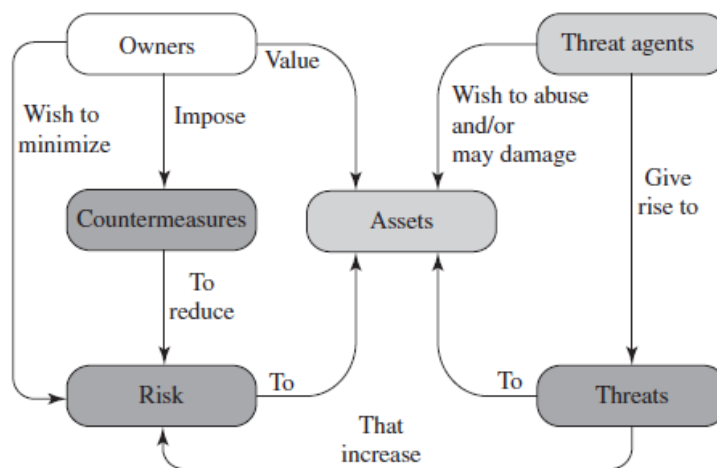 Owners
Threat agents
Value
Wish to
minimize
Impose
Wish to abuse
and/or
may damage
Give
rise to
Countermeasures
Assets
To
reduce
Risk
To
To
Threats
That
increase